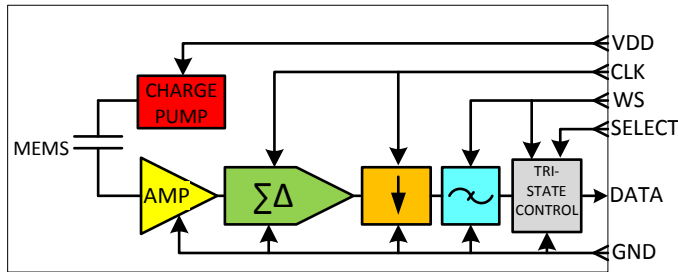 VDD
CLK
WS
SELECT
CHARGE
PUMP
MEMS
AMP
∑Δ
TRI-
STATE
CONTROL
DATA
GND